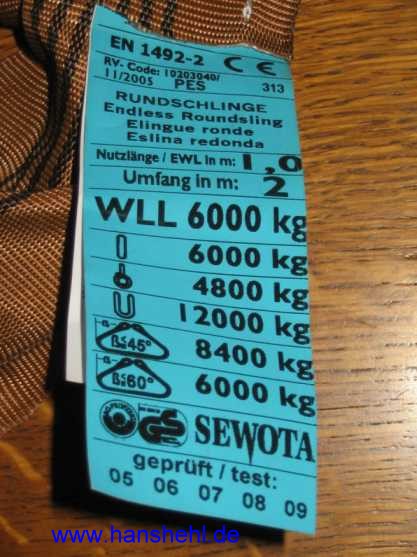 EN 1492-2 CE
RV- Code: 10203040/
11/2005 PES 313
RUNDSCHLINGE
Endless Roundsling
Elingue ronde
Eslina redonda
Nutzlänge / EWL in m: 1,0
Umfang in m: 2
WLL 6000 kg
6000 kg
4800 kg
12000 kg
ß≤45° 8400 kg
ß≤60° 6000 kg
GS SEWOTA
geprüft / test:
05 06 07 08 09
www.hanshehl.de